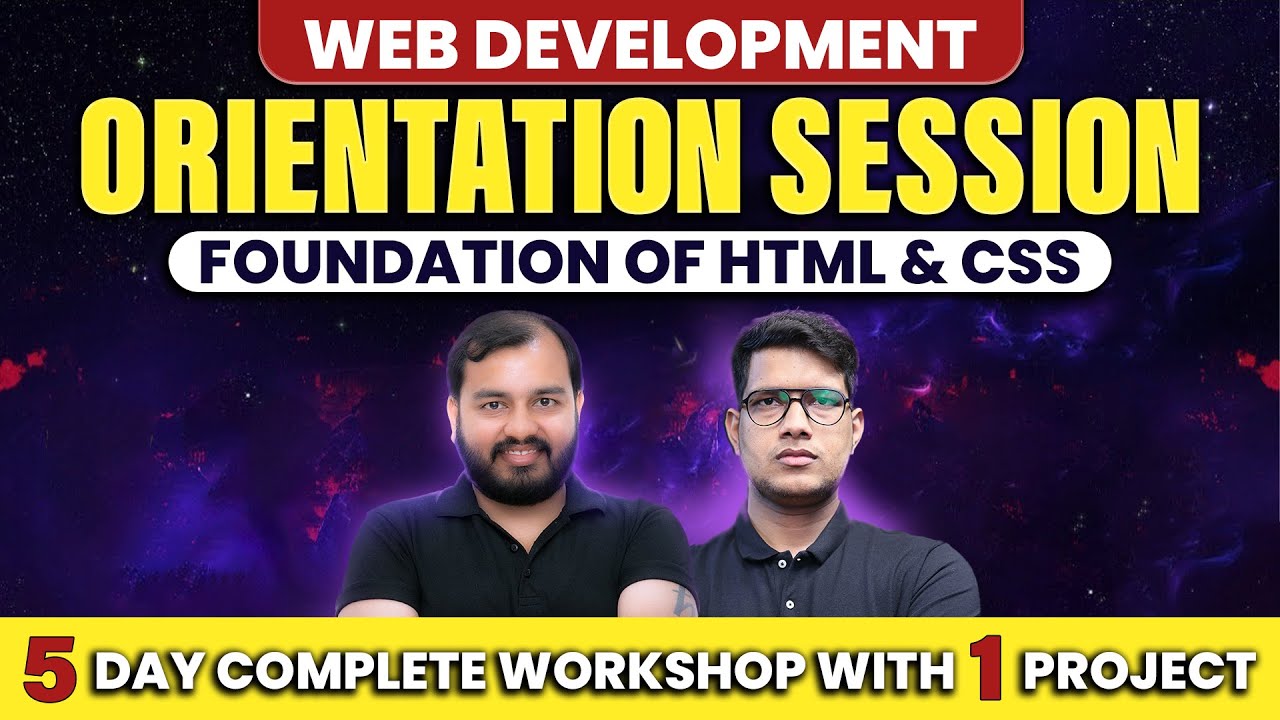 WEB DEVELOPMENT
ORIENTATION SESSION
FOUNDATION OF HTML & CSS
5 DAY COMPLETE WORKSHOP WITH 1 PROJECT